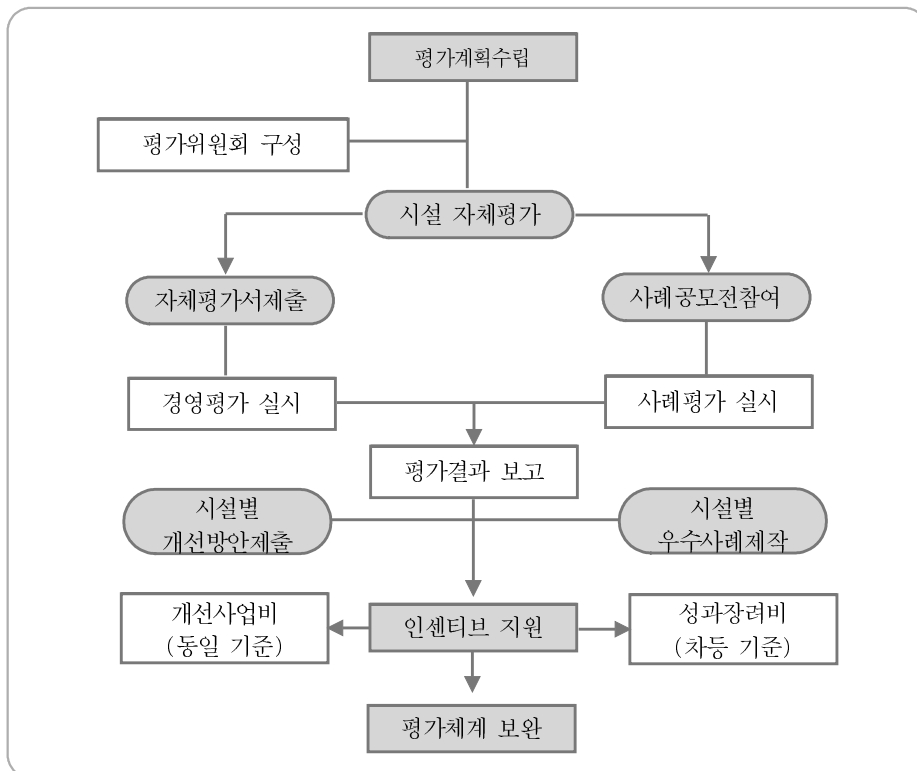 평가계획수립
평가위원회 구성
시설 자체평가
자체평가서제출
사례공모전참여
경영평가 실시
사례평가 실시
평가결과 보고
시설별
개선방안제출
시설별
우수사례제작
개선사업비
(동일 기준)
인센티브 지원
성과장려비
(차등 기준)
평가체계 보완